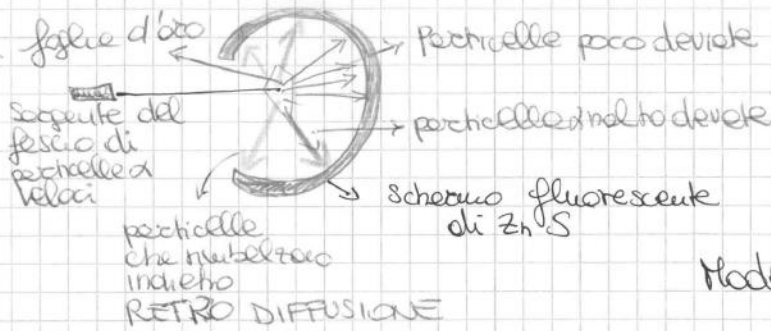 foglie d'oro
Particelle poco deviate
sorgente del
fascio di
particelle α
veloci
particelle α molto deviate
schermo fluorescente
di ZnS
particelle
che rimbalzano
indietro
RETRO DIFFUSIONE